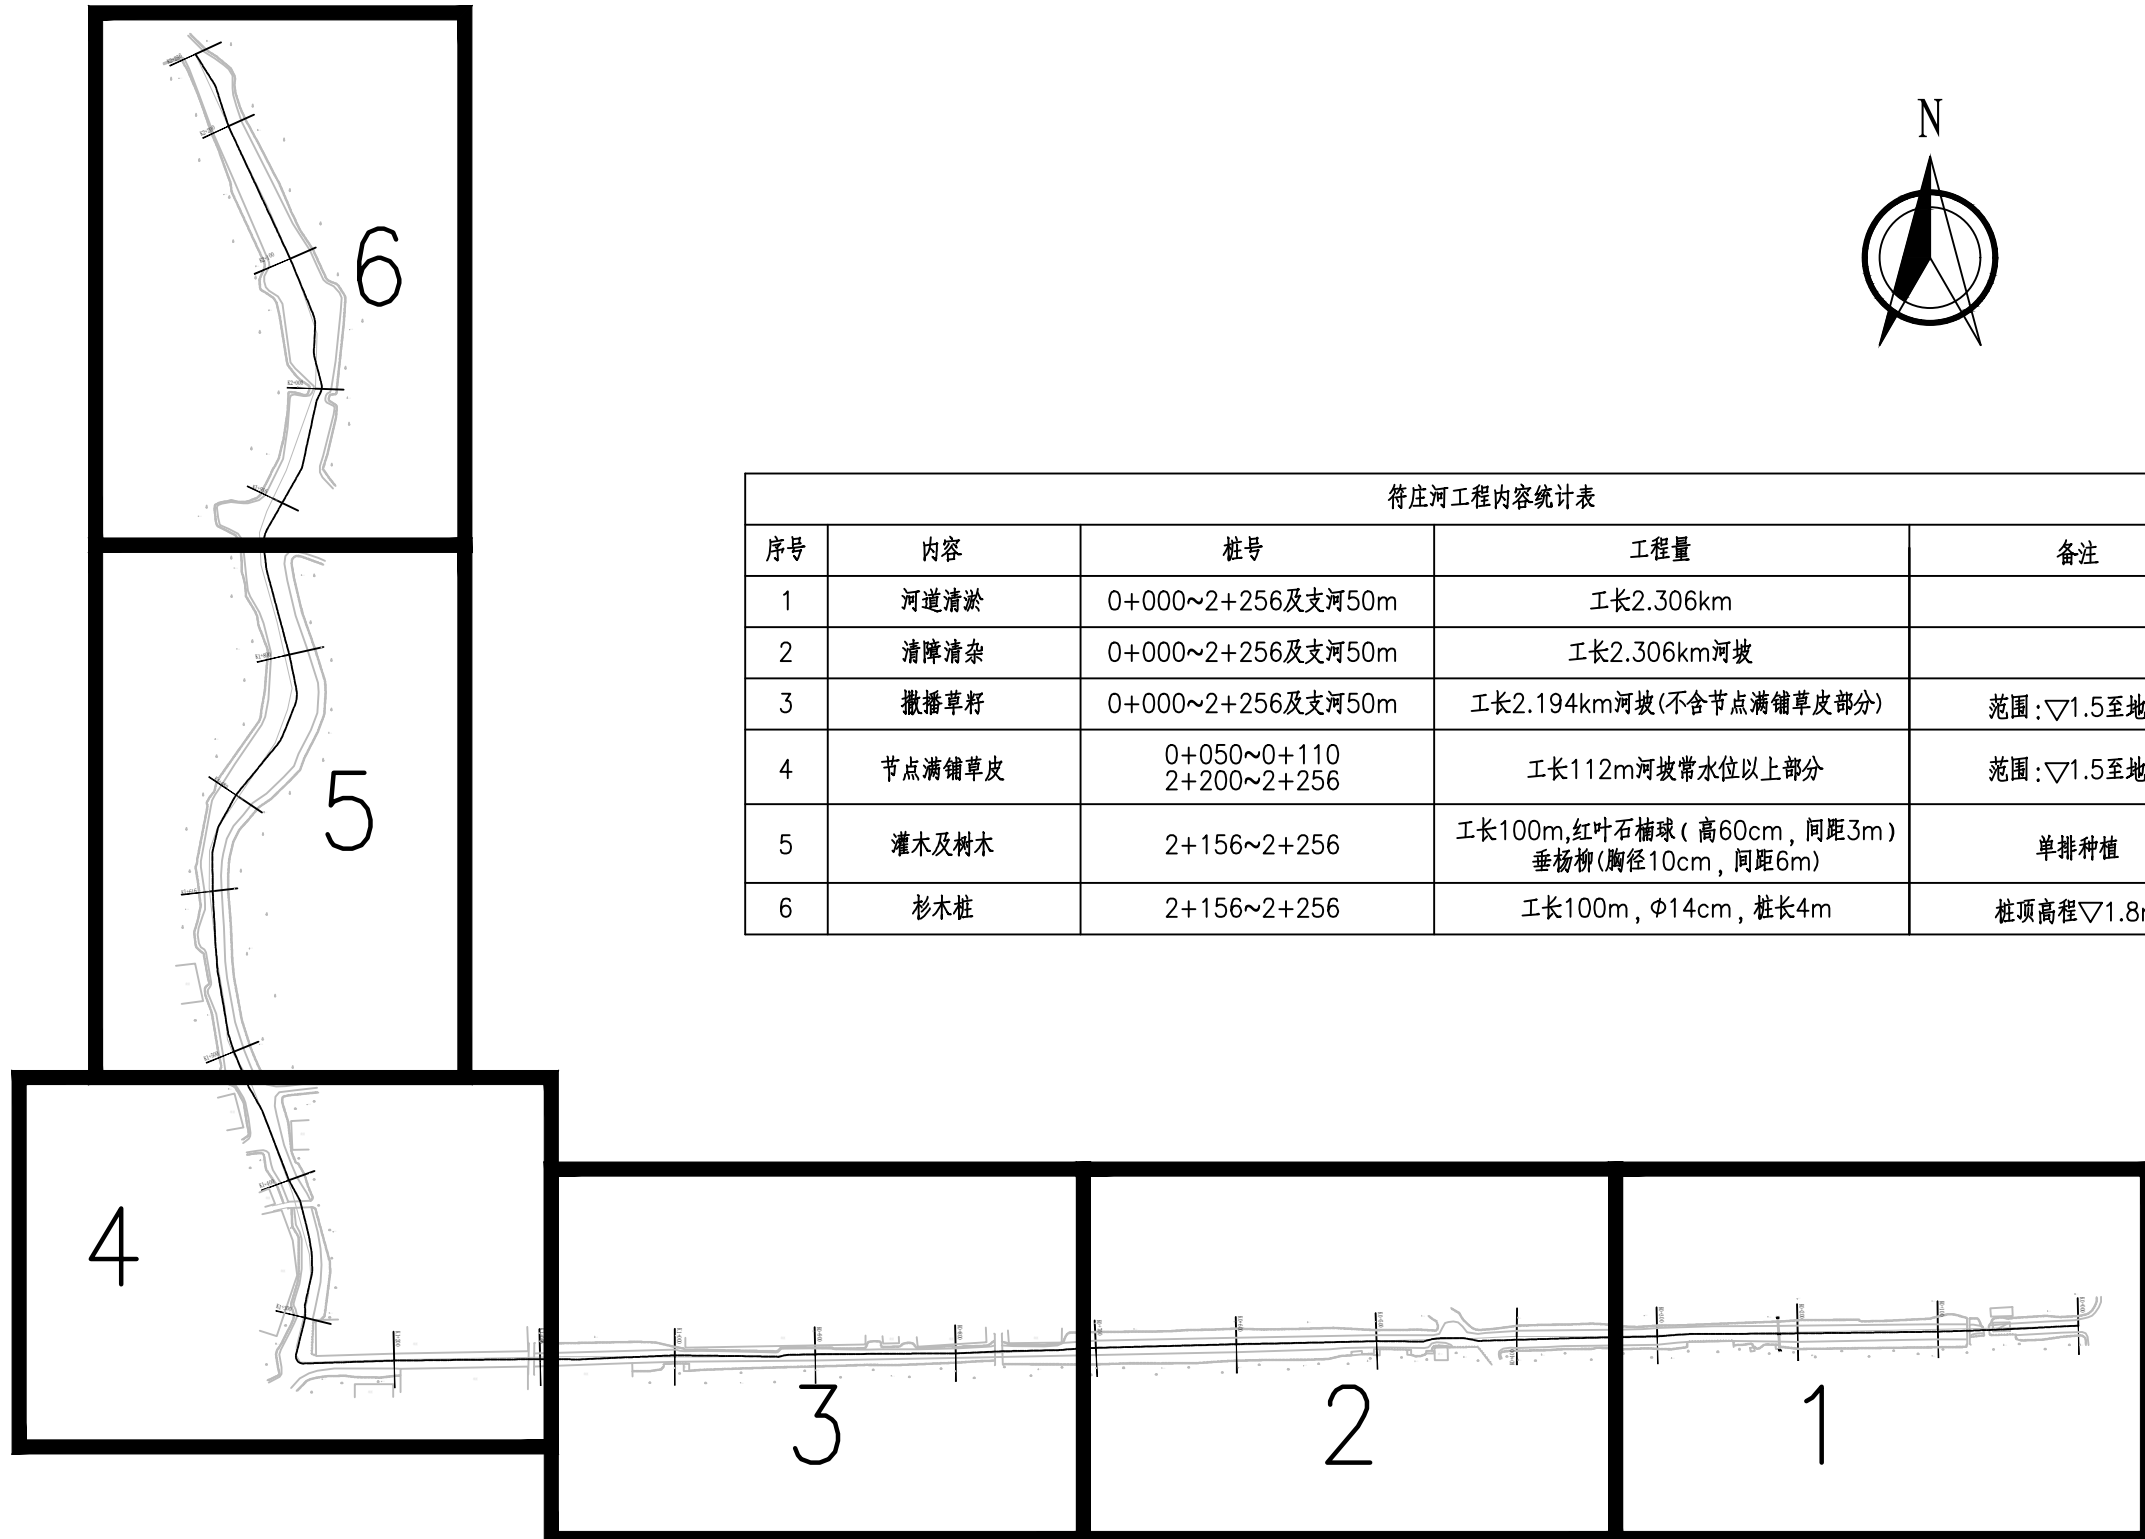 N
6
符庄河工程内容统计表
序号 内容 桩号 工程量 备注
1 河道清淤 0+000~2+256及支河50m 工长2.306km
2 清障清杂 0+000~2+256及支河50m 工长2.306km河坡
3 撒播草籽 0+000~2+256及支河50m 工长2.194km河坡(不含节点满铺草皮部分) 范围:▽1.5至地
4 节点满铺草皮 0+050~0+110
2+200~2+256 工长112m河坡常水位以上部分 范围:▽1.5至地
5 灌木及树木 2+156~2+256 工长100m,红叶石楠球(高60cm,间距3m)
垂杨柳(胸径10cm,间距6m) 单排种植
6 杉木桩 2+156~2+256 工长100m,Φ14cm,桩长4m 桩顶高程▽1.8m
5
4
3
2
1